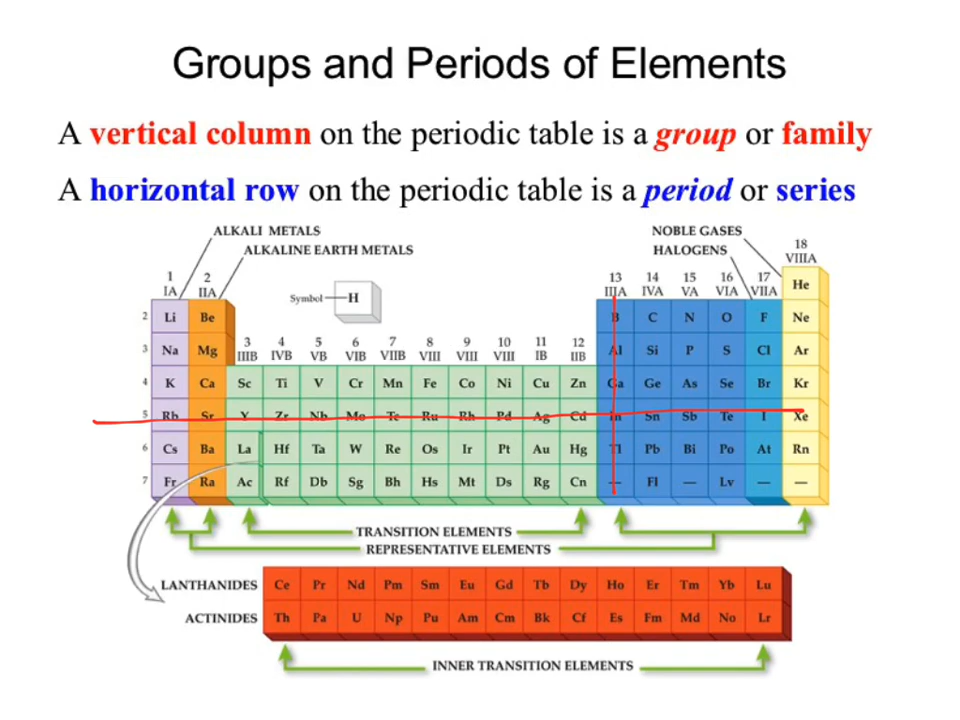 Groups and Periods of Elements
A vertical column on the periodic table is a group or family
A horizontal row on the periodic table is a period or series
ALKALI METALS
ALKALINE EARTH METALS
NOBLE GASES
HALOGENS
18
VIIIA
1 2 13 14 15 16 17
IA IIA IIIA IVA VA VIA VIIA He
Symbol H
2 Li Be B C N O F Ne
3 4 5 6 7 8 9 10 11 12
3 Na Mg IIIB IVB VB VIB VIIB VIII VIII VIII IB IIB Al Si P S Cl Ar
4 K Ca Sc Ti V Cr Mn Fe Co Ni Cu Zn Ga Ge As Se Br Kr
5 Rb Sr Y Zr Nb Mo Tc Ru Rh Pd Ag Cd In Sn Sb Te I Xe
6 Cs Ba La Hf Ta W Re Os Ir Pt Au Hg Tl Pb Bi Po At Rn
7 Fr Ra Ac Rf Db Sg Bh Hs Mt Ds Rg Cn — Fl — Lv — —
TRANSITION ELEMENTS
REPRESENTATIVE ELEMENTS
LANTHANIDES Ce Pr Nd Pm Sm Eu Gd Tb Dy Ho Er Tm Yb Lu
ACTINIDES Th Pa U Np Pu Am Cm Bk Cf Es Fm Md No Lr
INNER TRANSITION ELEMENTS